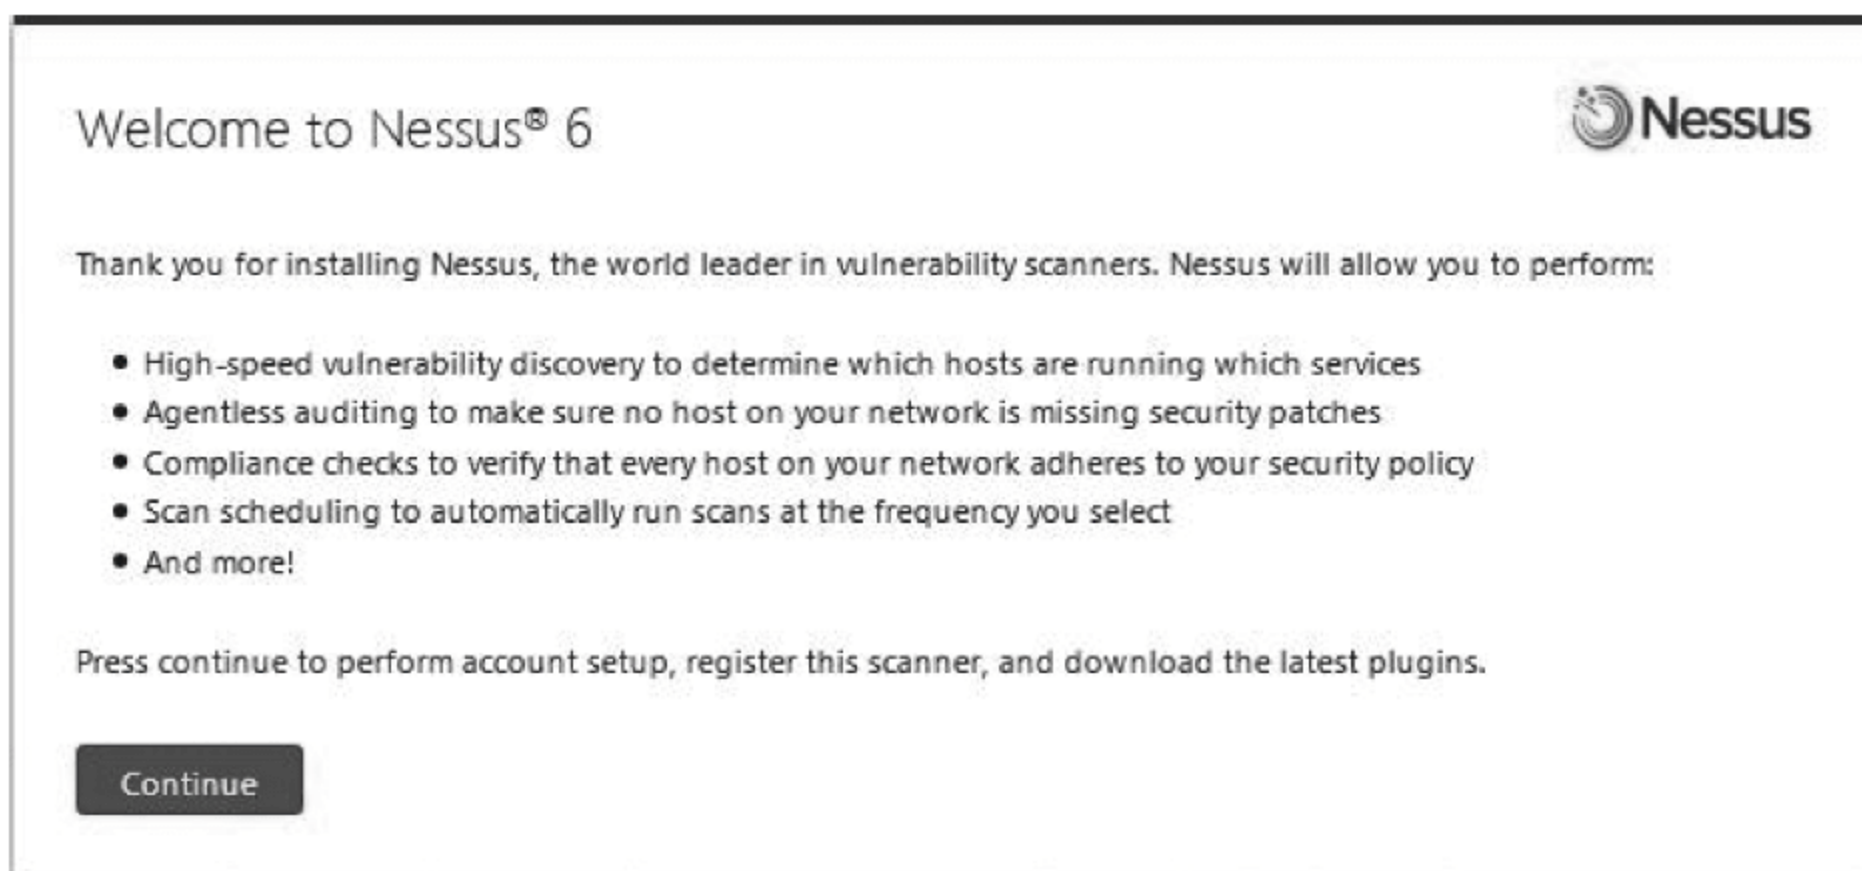 Welcome to Nessus® 6
Nessus
Thank you for installing Nessus, the world leader in vulnerability scanners. Nessus will allow you to perform:
• High-speed vulnerability discovery to determine which hosts are running which services
• Agentless auditing to make sure no host on your network is missing security patches
• Compliance checks to verify that every host on your network adheres to your security policy
• Scan scheduling to automatically run scans at the frequency you select
• And more!
Press continue to perform account setup, register this scanner, and download the latest plugins.
Continue